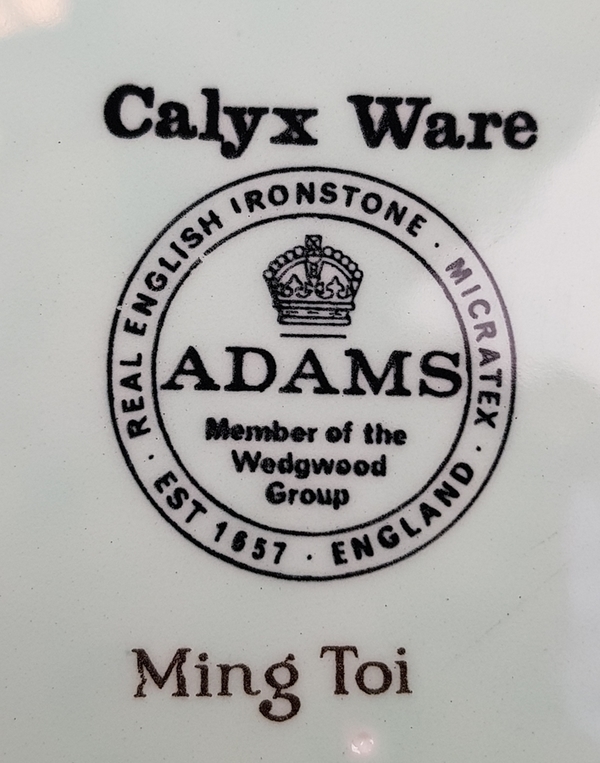 Calyx Ware
REAL ENGLISH IRONSTONE · MICRATEX · ENGLAND · EST 1657 ·
ADAMS
Member of the
Wedgwood
Group
Ming Toi